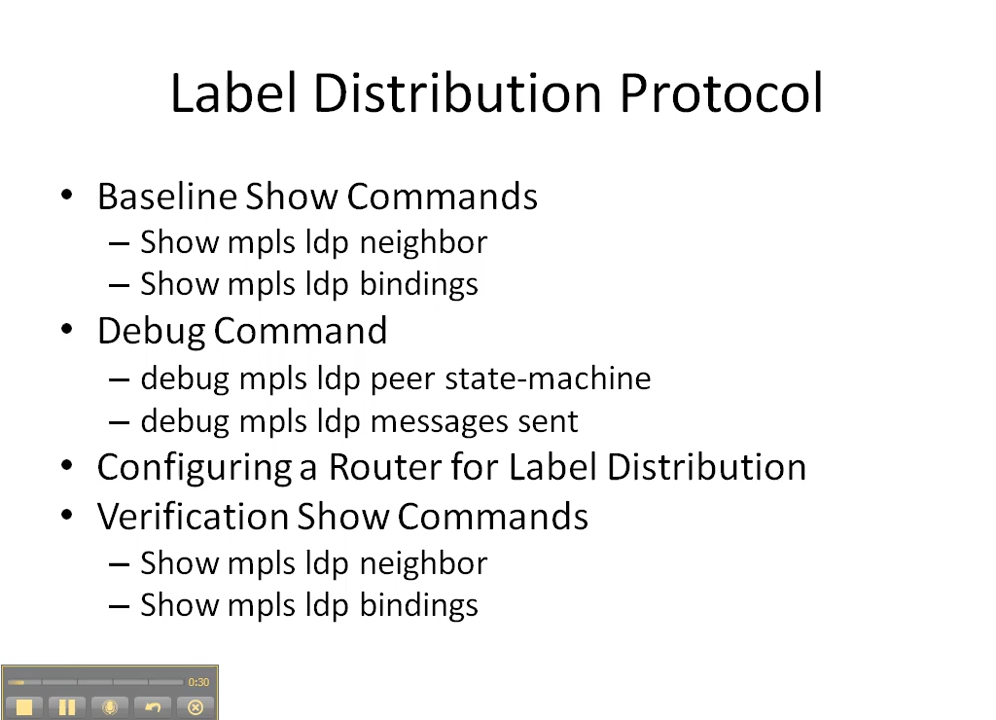 Label Distribution Protocol
• Baseline Show Commands
– Show mpls ldp neighbor
– Show mpls ldp bindings
• Debug Command
– debug mpls ldp peer state-machine
– debug mpls ldp messages sent
• Configuring a Router for Label Distribution
• Verification Show Commands
– Show mpls ldp neighbor
– Show mpls ldp bindings
0:30